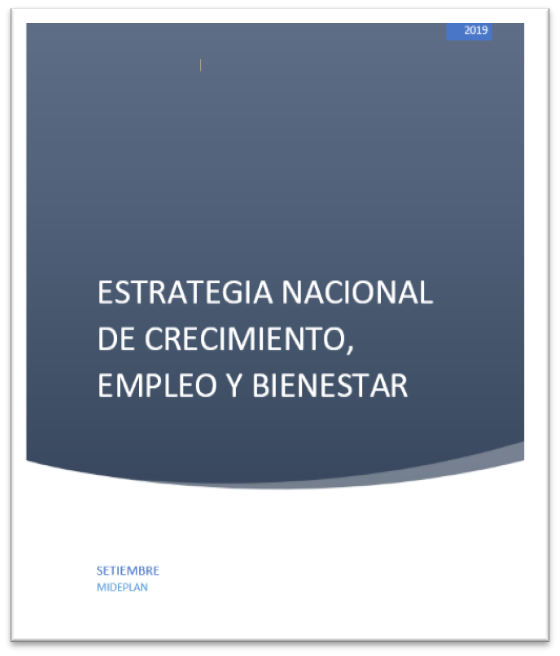 2019
ESTRATEGIA NACIONAL
DE CRECIMIENTO,
EMPLEO Y BIENESTAR
SETIEMBRE
MIDEPLAN